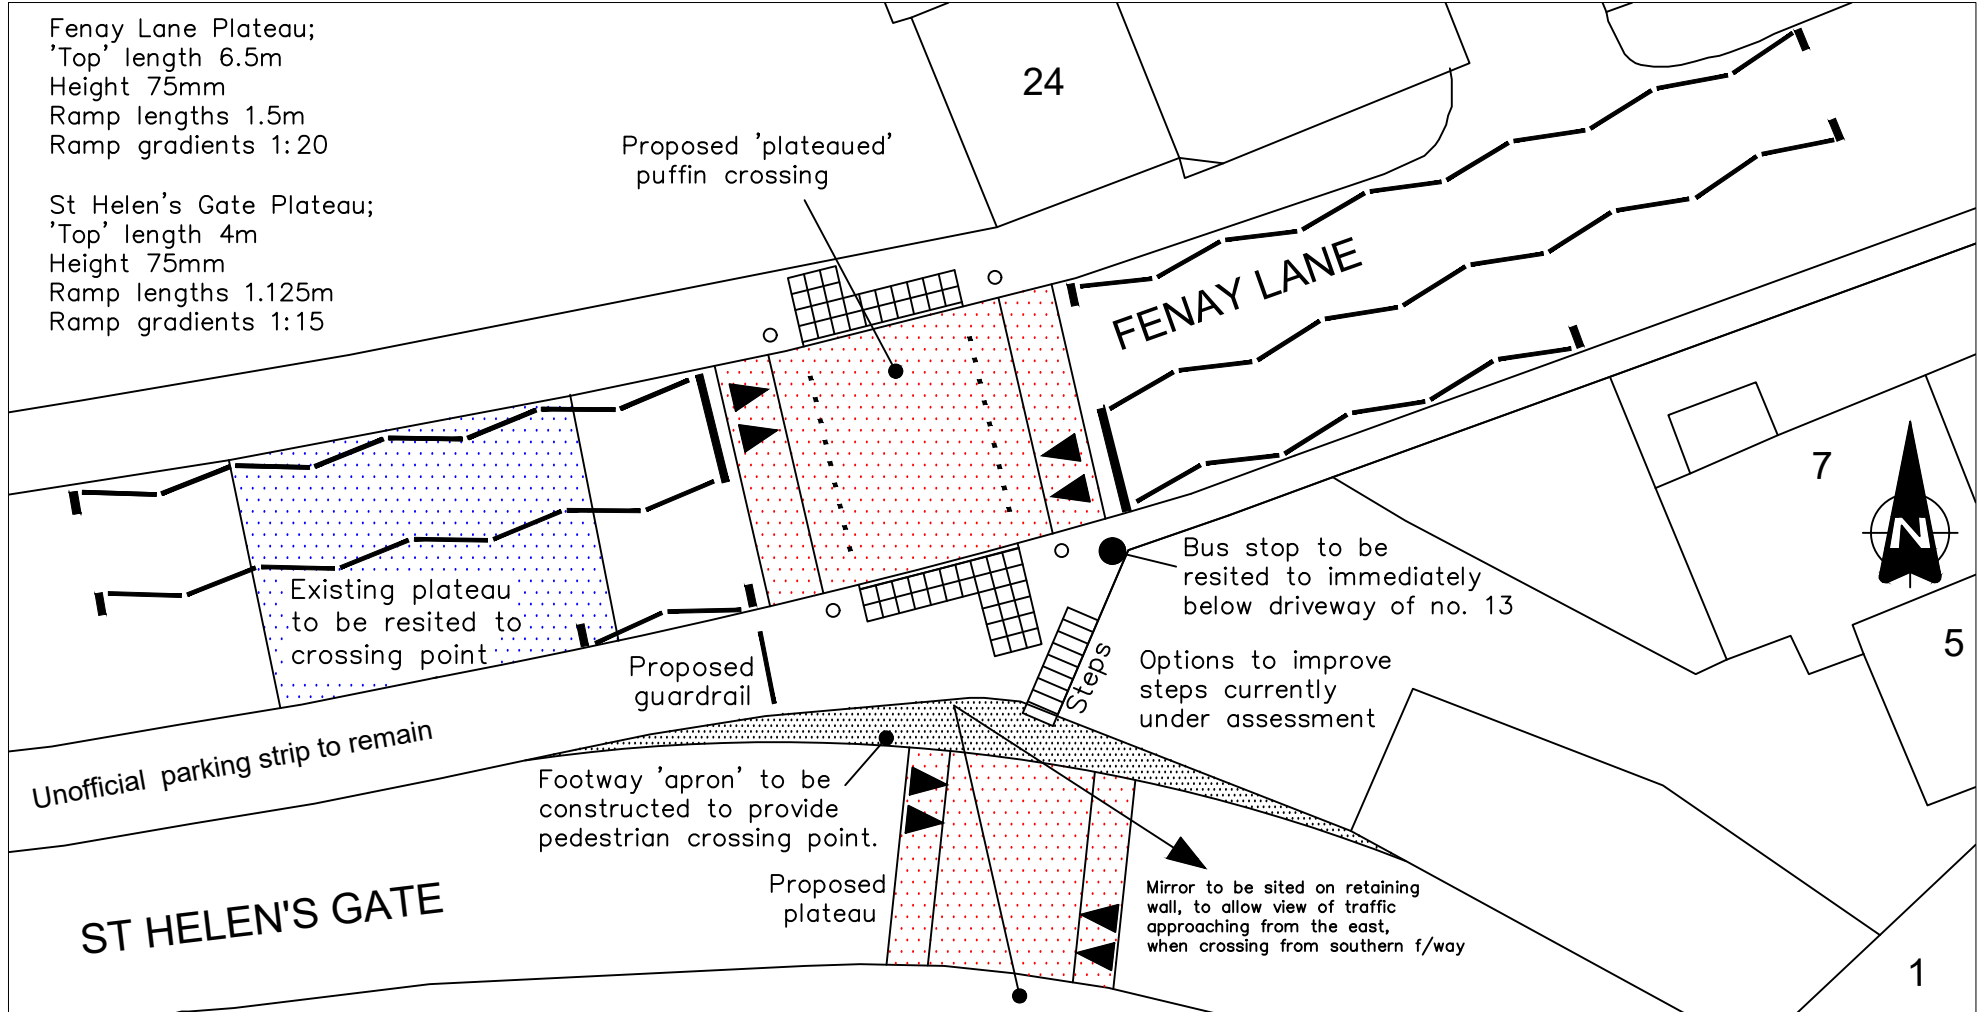 Fenay Lane Plateau;
'Top' length 6.5m
Height 75mm
Ramp lengths 1.5m
Ramp gradients 1:20
St Helen's Gate Plateau;
'Top' length 4m
Height 75mm
Ramp lengths 1.125m
Ramp gradients 1:15
Proposed 'plateaued'
puffin crossing
24
FENAY LANE
7
N
5
Bus stop to be
resited to immediately
below driveway of no. 13
Existing plateau
to be resited to
crossing point
Proposed
guardrail
Steps
Options to improve
steps currently
under assessment
Unofficial parking strip to remain
Footway 'apron' to be
constructed to provide
pedestrian crossing point.
Proposed
plateau
ST HELEN'S GATE
Mirror to be sited on retaining
wall, to allow view of traffic
approaching from the east,
when crossing from southern f/way
1